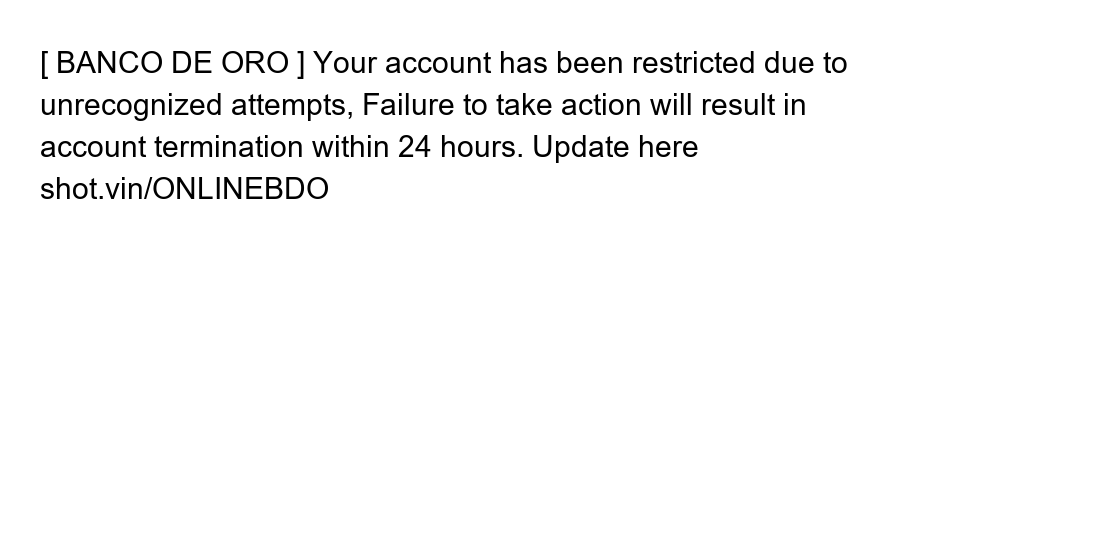 [ BANCO DE ORO ] Your account has been restricted due to
unrecognized attempts, Failure to take action will result in
account termination within 24 hours. Update here
shot.vin/ONLINEBDO